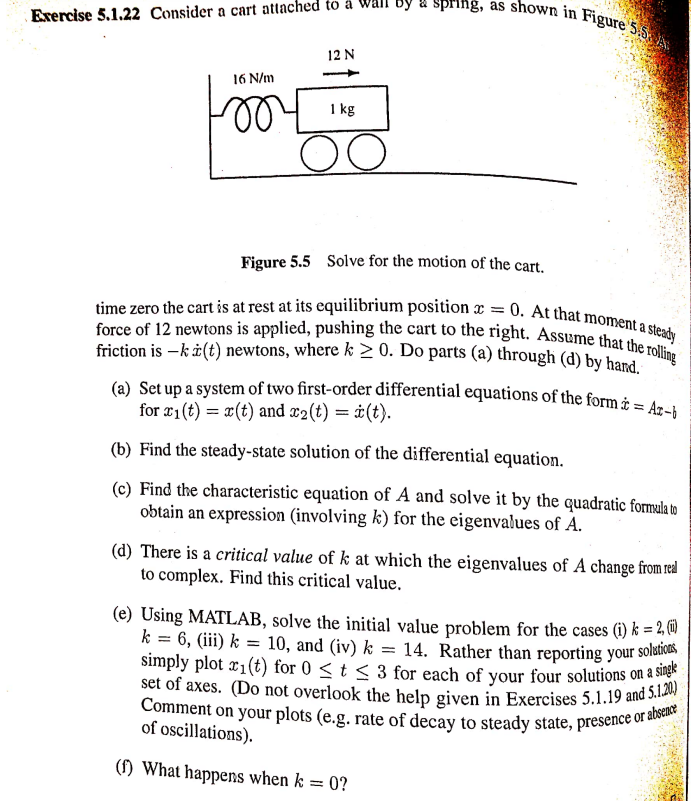 Exercise 5.1.22 Consider a cart attached to a wall by a spring, as shown in Figure 5.5. At
12 N
16 N/m
1 kg
Figure 5.5 Solve for the motion of the cart.
time zero the cart is at rest at its equilibrium position x = 0. At that moment a steady
force of 12 newtons is applied, pushing the cart to the right. Assume that the rolling
friction is −k ẋ(t) newtons, where k ≥ 0. Do parts (a) through (d) by hand.
(a) Set up a system of two first-order differential equations of the form ẋ = Ax−b
for x₁(t) = x(t) and x₂(t) = ẋ(t).
(b) Find the steady-state solution of the differential equation.
(c) Find the characteristic equation of A and solve it by the quadratic formula to
obtain an expression (involving k) for the eigenvalues of A.
(d) There is a critical value of k at which the eigenvalues of A change from real
to complex. Find this critical value.
(e) Using MATLAB, solve the initial value problem for the cases (i) k = 2, (ii)
k = 6, (iii) k = 10, and (iv) k = 14. Rather than reporting your solutions,
simply plot x₁(t) for 0 ≤ t ≤ 3 for each of your four solutions on a single
set of axes. (Do not overlook the help given in Exercises 5.1.19 and 5.1.20.)
Comment on your plots (e.g. rate of decay to steady state, presence or absence
of oscillations).
(f) What happens when k = 0?